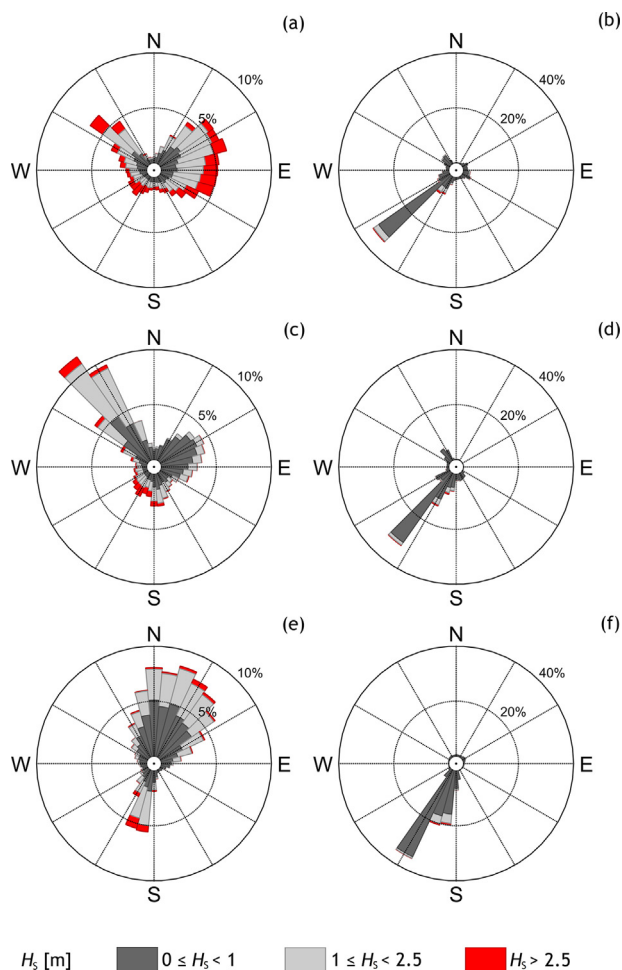 (a)
N
10%
5%
W
E
S
(b)
N
40%
20%
W
E
S
(c)
N
10%
5%
W
E
S
(d)
N
40%
20%
W
E
S
(e)
N
10%
5%
W
E
S
(f)
N
40%
20%
W
E
S
Hs [m] 0 ≤ Hs < 1 1 ≤ Hs < 2.5 Hs > 2.5